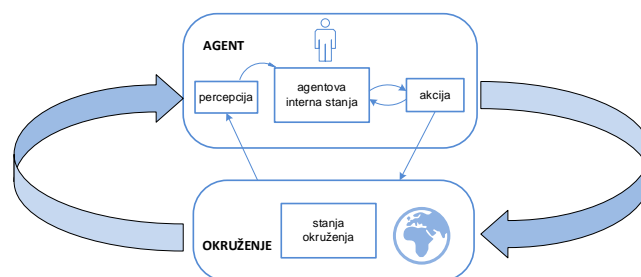 AGENT
percepcija
agentova
interna stanja
akcija
stanja
okruženja
OKRUŽENJE